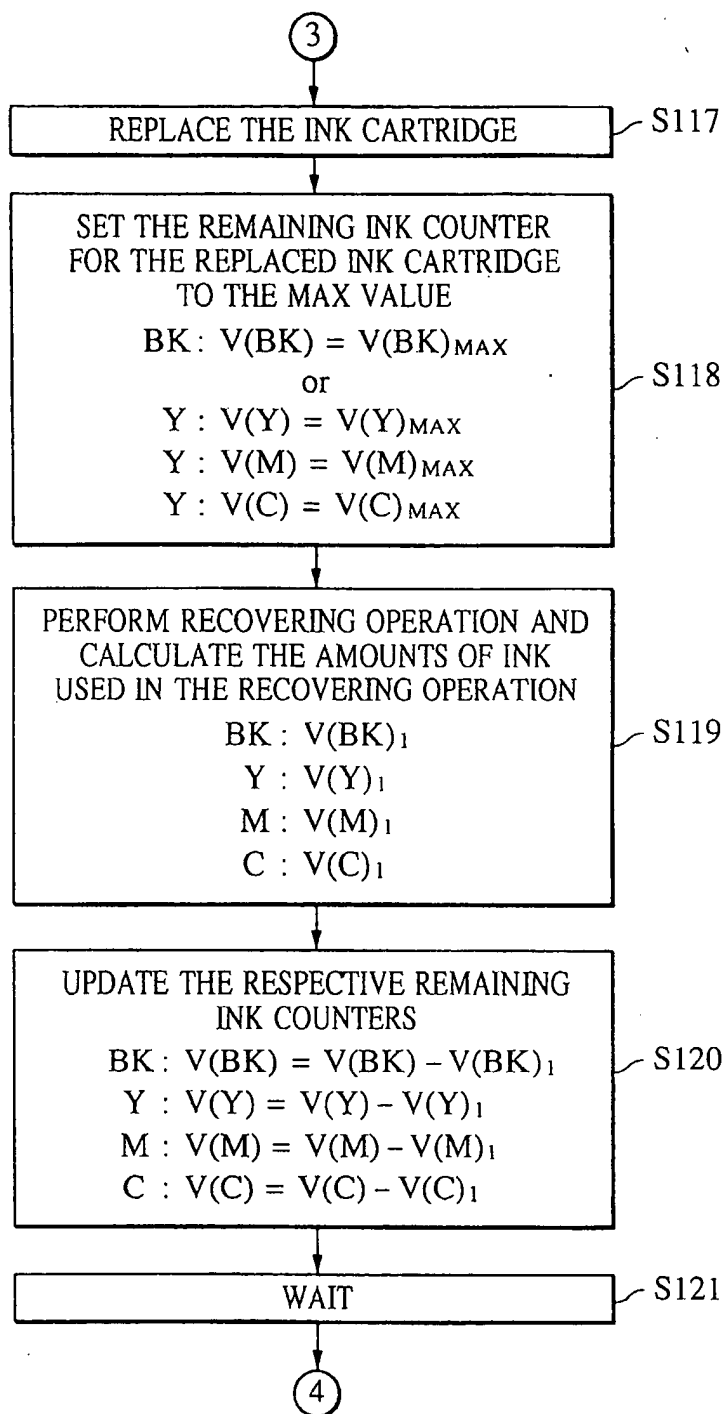 3
REPLACE THE INK CARTRIDGE
S117
SET THE REMAINING INK COUNTER
FOR THE REPLACED INK CARTRIDGE
TO THE MAX VALUE
BK : V(BK) = V(BK)MAX
or
Y : V(Y) = V(Y)MAX
Y : V(M) = V(M)MAX
Y : V(C) = V(C)MAX
S118
PERFORM RECOVERING OPERATION AND
CALCULATE THE AMOUNTS OF INK
USED IN THE RECOVERING OPERATION
BK : V(BK)1
Y : V(Y)1
M : V(M)1
C : V(C)1
S119
UPDATE THE RESPECTIVE REMAINING
INK COUNTERS
BK : V(BK) = V(BK) – V(BK)1
Y : V(Y) = V(Y) – V(Y)1
M : V(M) = V(M) – V(M)1
C : V(C) = V(C) – V(C)1
S120
WAIT
S121
4